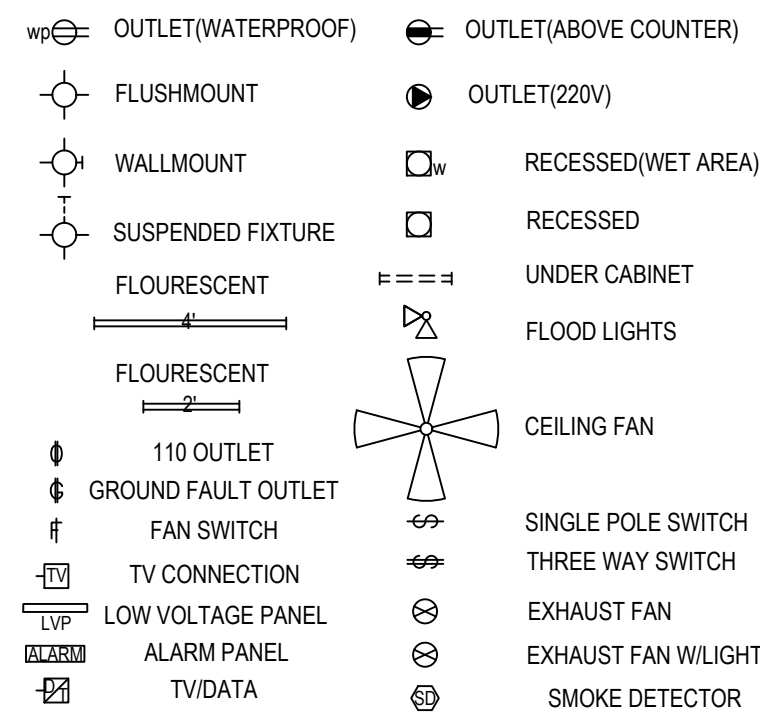 wp OUTLET(WATERPROOF)
OUTLET(ABOVE COUNTER)
FLUSHMOUNT
OUTLET(220V)
WALLMOUNT
W RECESSED(WET AREA)
SUSPENDED FIXTURE
RECESSED
FLOURESCENT
4'
UNDER CABINET
FLOOD LIGHTS
FLOURESCENT
2'
CEILING FAN
110 OUTLET
G GROUND FAULT OUTLET
F FAN SWITCH
S SINGLE POLE SWITCH
TV TV CONNECTION
S THREE WAY SWITCH
LVP LOW VOLTAGE PANEL
EXHAUST FAN
ALARM ALARM PANEL
EXHAUST FAN W/LIGHT
TV/DATA
SD SMOKE DETECTOR